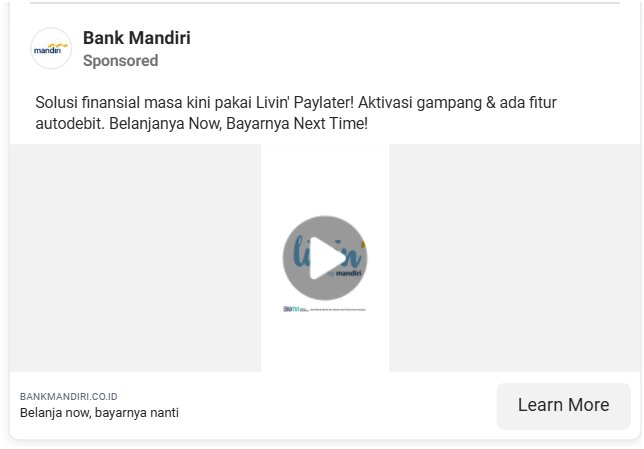 mandiri
Bank Mandiri
Sponsored
Solusi finansial masa kini pakai Livin' Paylater! Aktivasi gampang & ada fitur
autodebit. Belanjanya Now, Bayarnya Next Time!
livin'
by mandiri
BANKMANDIRI.CO.ID
Belanja now, bayarnya nanti
Learn More